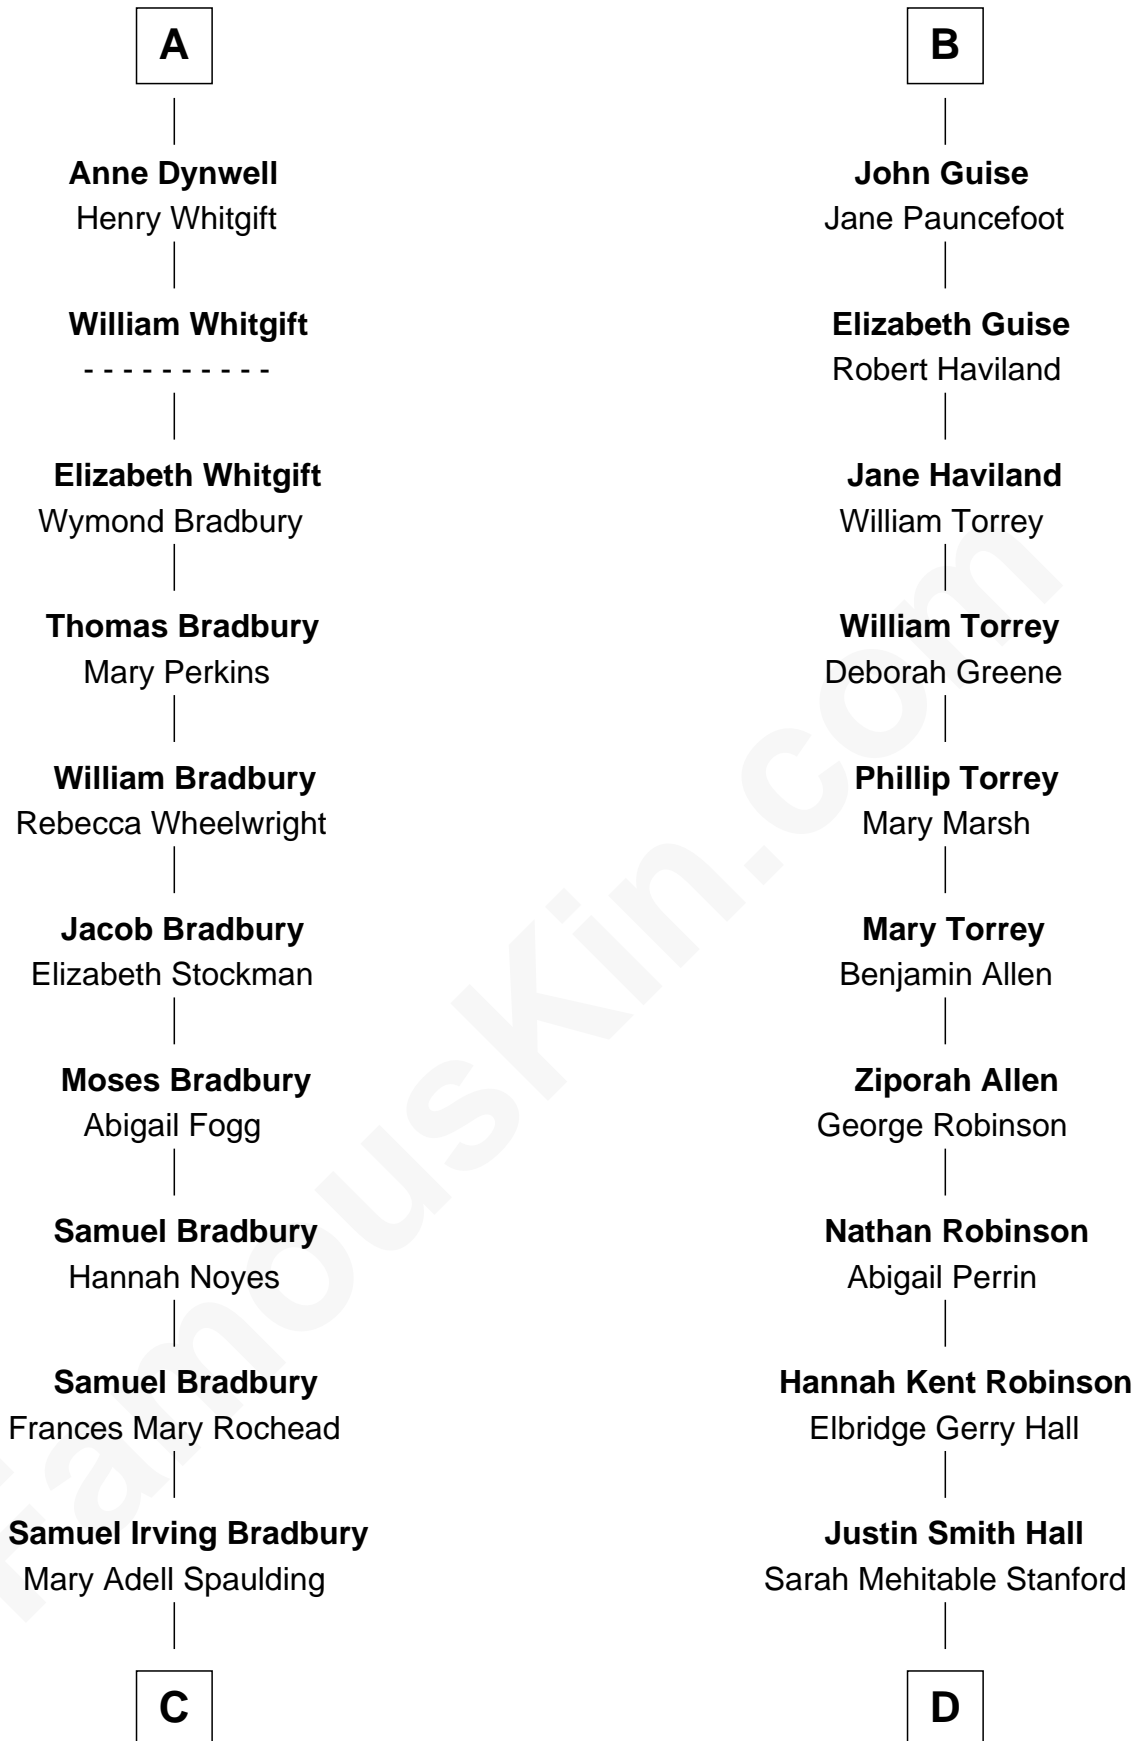 A
Anne Dynwell
Henry Whitgift
William Whitgift
- - - - - - - - - -
Elizabeth Whitgift
Wymond Bradbury
Thomas Bradbury
Mary Perkins
William Bradbury
Rebecca Wheelwright
Jacob Bradbury
Elizabeth Stockman
Moses Bradbury
Abigail Fogg
Samuel Bradbury
Hannah Noyes
Samuel Bradbury
Frances Mary Rochead
Samuel Irving Bradbury
Mary Adell Spaulding
C
B
John Guise
Jane Pauncefoot
Elizabeth Guise
Robert Haviland
Jane Haviland
William Torrey
William Torrey
Deborah Greene
Phillip Torrey
Mary Marsh
Mary Torrey
Benjamin Allen
Ziporah Allen
George Robinson
Nathan Robinson
Abigail Perrin
Hannah Kent Robinson
Elbridge Gerry Hall
Justin Smith Hall
Sarah Mehitable Stanford
D
FamousKin.com